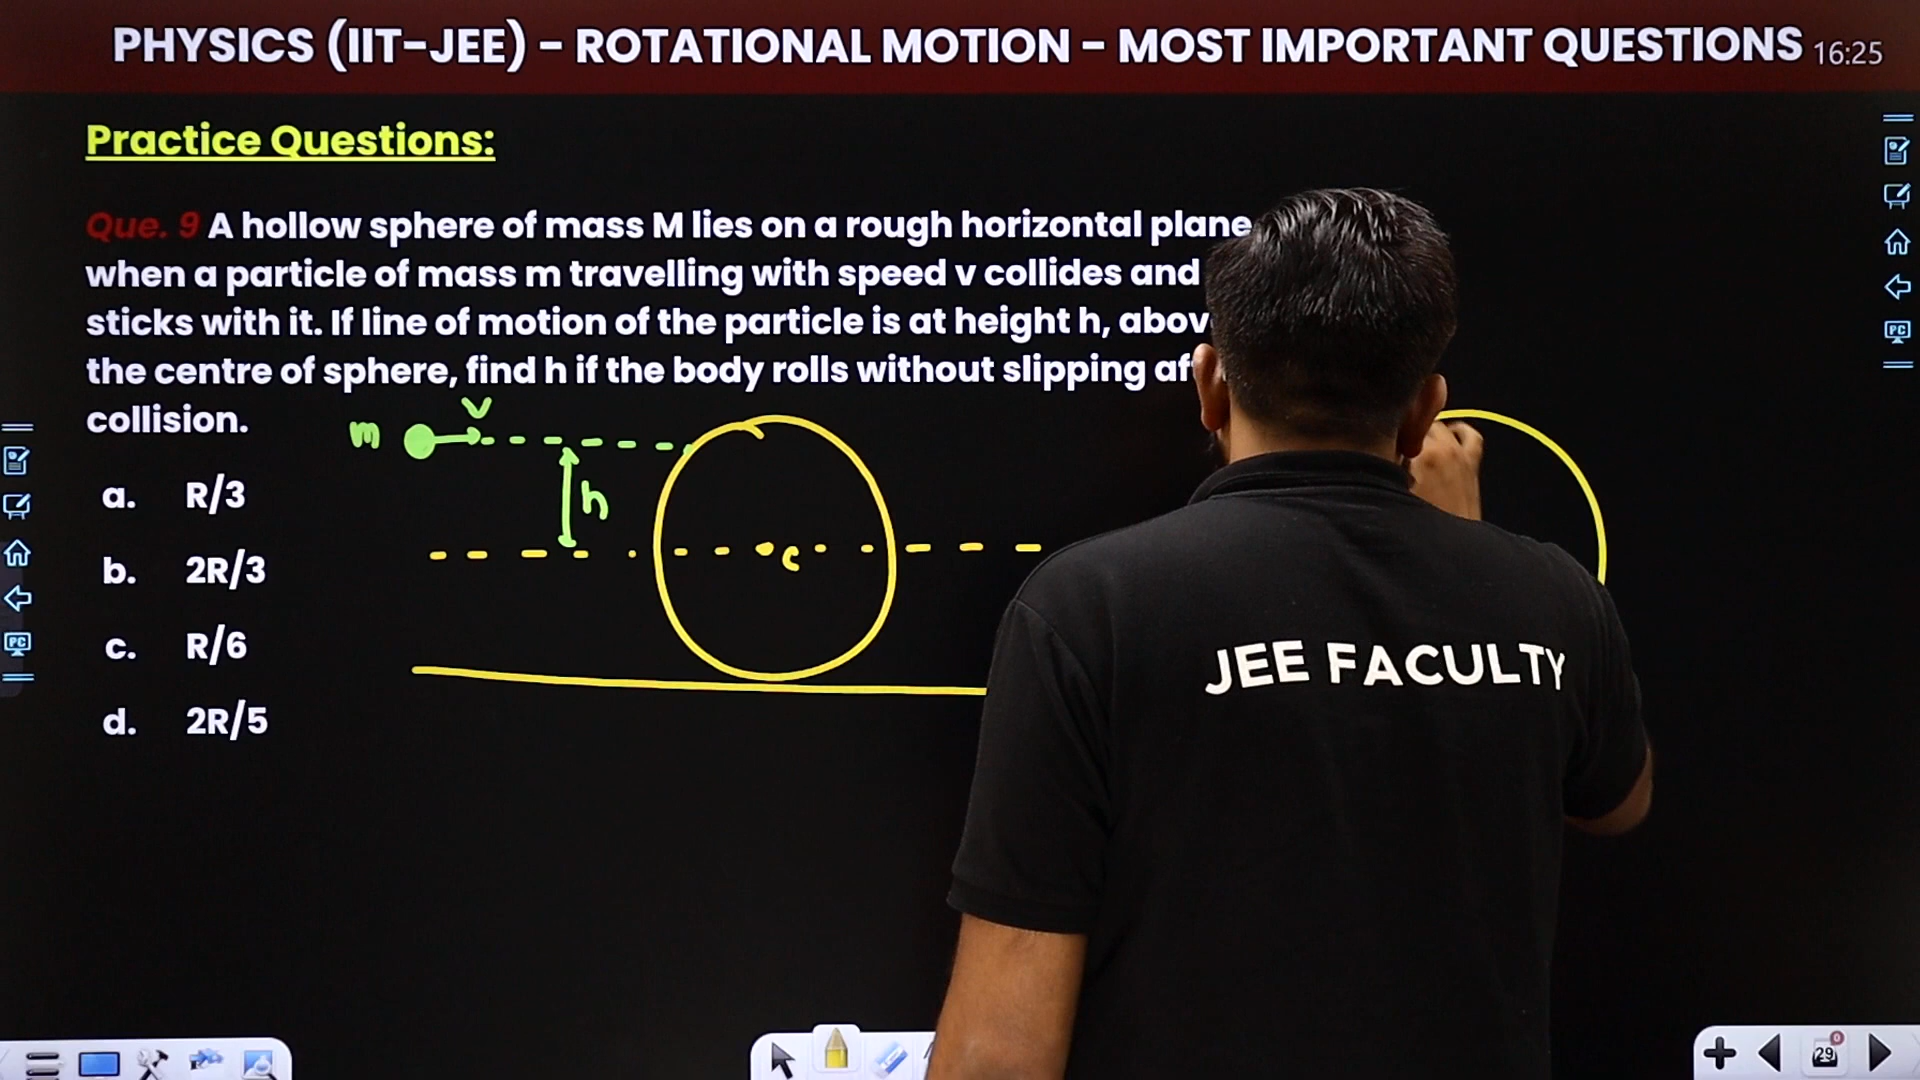 PHYSICS (IIT-JEE) - ROTATIONAL MOTION - MOST IMPORTANT QUESTIONS 16:25
Practice Questions:
Que. 9 A hollow sphere of mass M lies on a rough horizontal plane
when a particle of mass m travelling with speed v collides and
sticks with it. If line of motion of the particle is at height h,
the centre of sphere, find h if the body rolls without slipping
collision.
m
v
h
c
a. R/3
b. 2R/3
c. R/6
d. 2R/5
JEE FACULTY
PC
PC
29
0